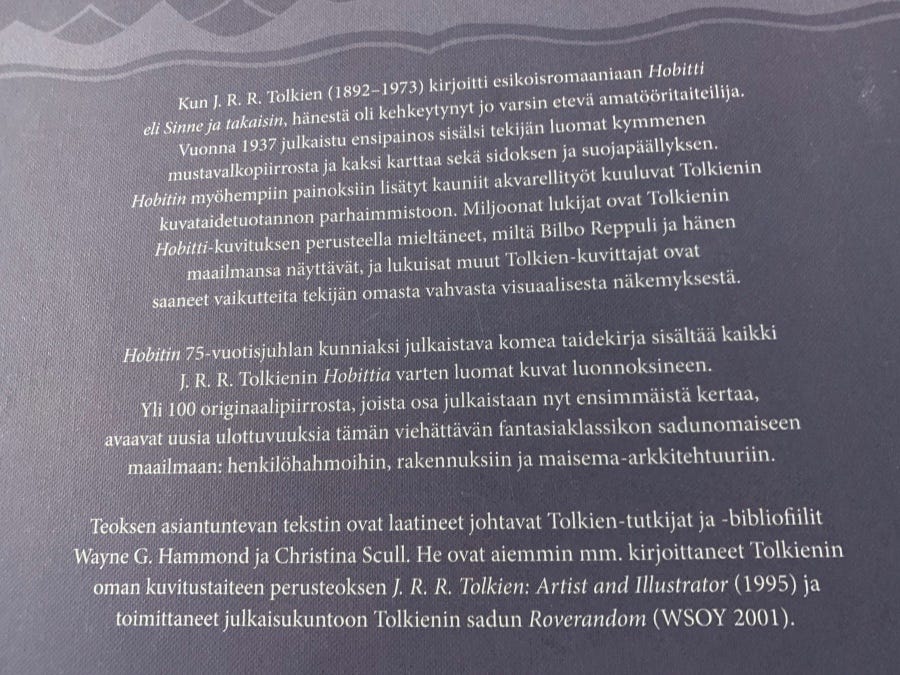 Kun J. R. R. Tolkien (1892–1973) kirjoitti esikoisromaaniaan Hobitti
eli Sinne ja takaisin, hänestä oli kehkeytynyt jo varsin etevä amatööritaiteilija.
Vuonna 1937 julkaistu ensipainos sisälsi tekijän luomat kymmenen
mustavalkopiirrosta ja kaksi karttaa sekä sidoksen ja suojapäällyksen.
Hobitin myöhempiin painoksiin lisätyt kauniit akvarellityöt kuuluvat Tolkienin
kuvataidetuotannon parhaimmistoon. Miljoonat lukijat ovat Tolkienin
Hobitti-kuvituksen perusteella mieltäneet, miltä Bilbo Reppuli ja hänen
maailmansa näyttävät, ja lukuisat muut Tolkien-kuvittajat ovat
saaneet vaikutteita tekijän omasta vahvasta visuaalisesta näkemyksestä.
Hobitin 75-vuotisjuhlan kunniaksi julkaistava komea taidekirja sisältää kaikki
J. R. R. Tolkienin Hobittia varten luomat kuvat luonnoksineen.
Yli 100 originaalipiirrosta, joista osa julkaistaan nyt ensimmäistä kertaa,
avaavat uusia ulottuvuuksia tämän viehättävän fantasiaklassikon sadunomaiseen
maailmaan: henkilöhahmoihin, rakennuksiin ja maisema-arkkitehtuuriin.
Teoksen asiantuntevan tekstin ovat laatineet johtavat Tolkien-tutkijat ja -bibliofiilit
Wayne G. Hammond ja Christina Scull. He ovat aiemmin mm. kirjoittaneet Tolkienin
oman kuvitustaiteen perusteoksen J. R. R. Tolkien: Artist and Illustrator (1995) ja
toimittaneet julkaisukuntoon Tolkienin sadun Roverandom (WSOY 2001).